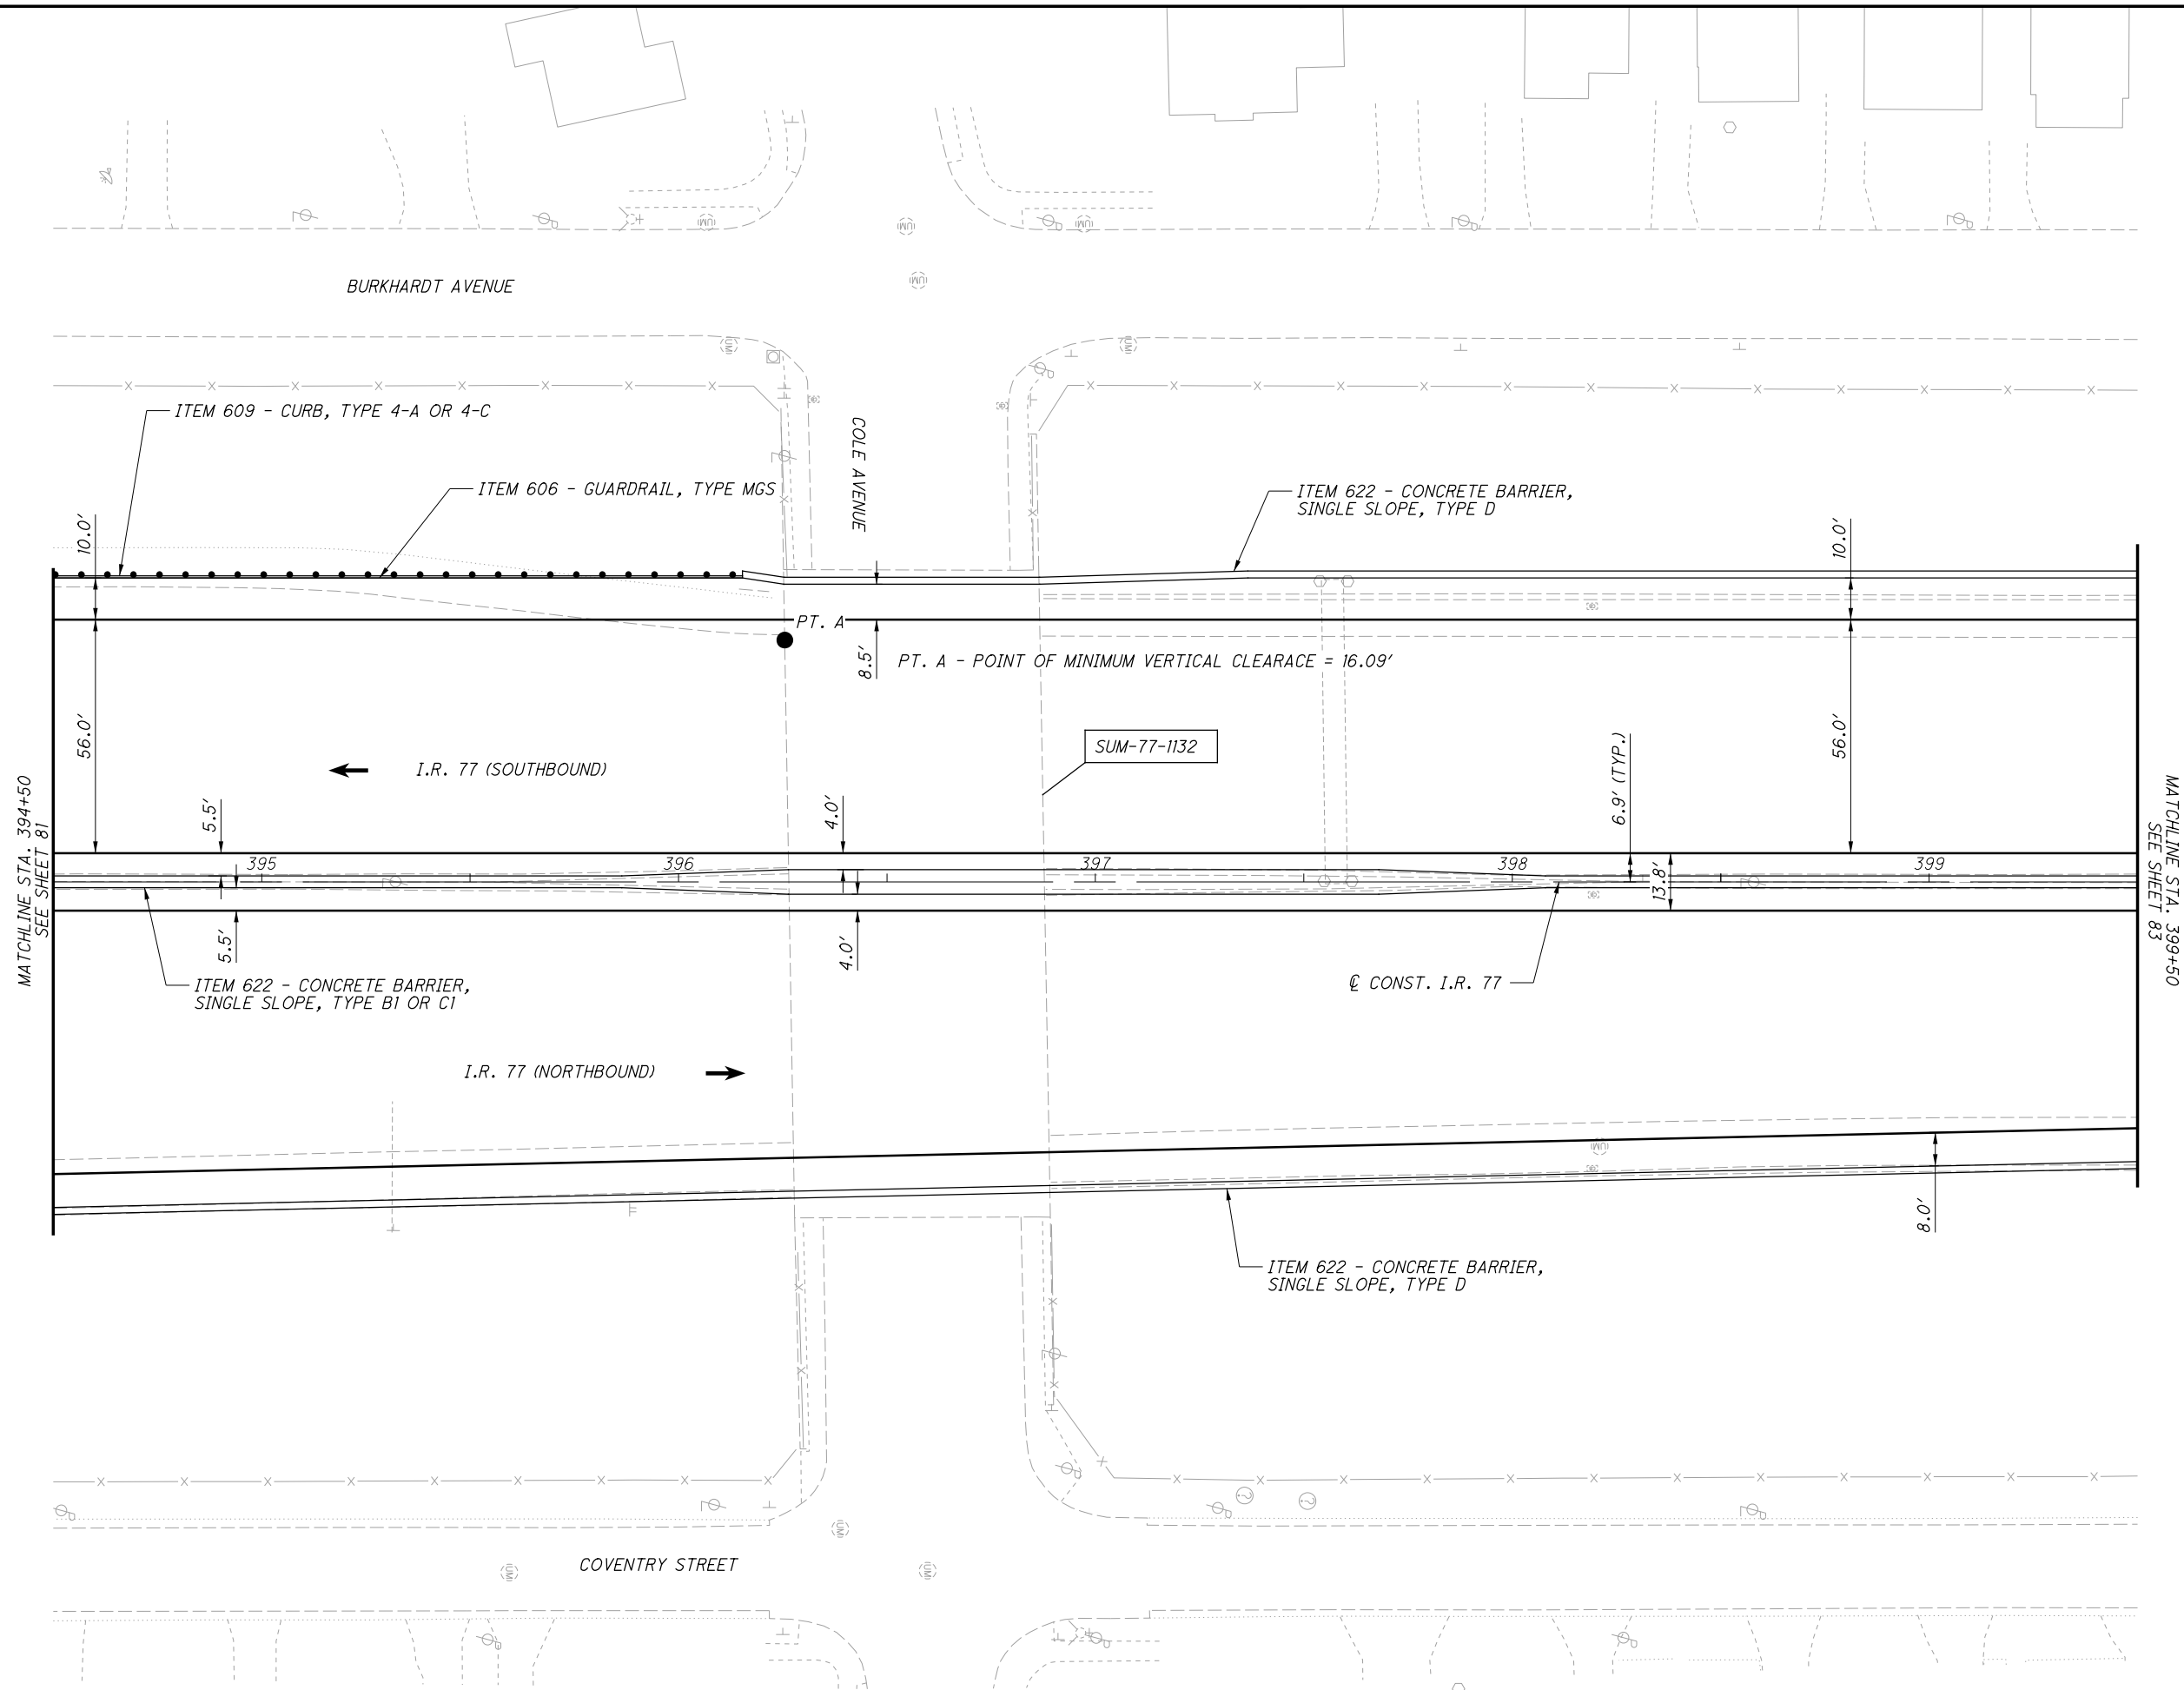 BURKHARDT AVENUE
ITEM 609 - CURB, TYPE 4-A OR 4-C
COLE AVENUE
ITEM 606 - GUARDRAIL, TYPE MGS
ITEM 622 - CONCRETE BARRIER,
SINGLE SLOPE, TYPE D
10.0'
10.0'
PT. A
8.5'
PT. A - POINT OF MINIMUM VERTICAL CLEARACE = 16.09'
56.0'
56.0'
SUM-77-1132
I.R. 77 (SOUTHBOUND)
6.9' (TYP.)
5.5'
4.0'
MATCHLINE STA. 394+50
SEE SHEET 81
395
396
397
398
399
13.8'
MATCHLINE STA. 399+50
SEE SHEET 83
5.5'
4.0'
ITEM 622 - CONCRETE BARRIER,
SINGLE SLOPE, TYPE B1 OR C1
℄ CONST. I.R. 77
I.R. 77 (NORTHBOUND)
8.0'
ITEM 622 - CONCRETE BARRIER,
SINGLE SLOPE, TYPE D
COVENTRY STREET